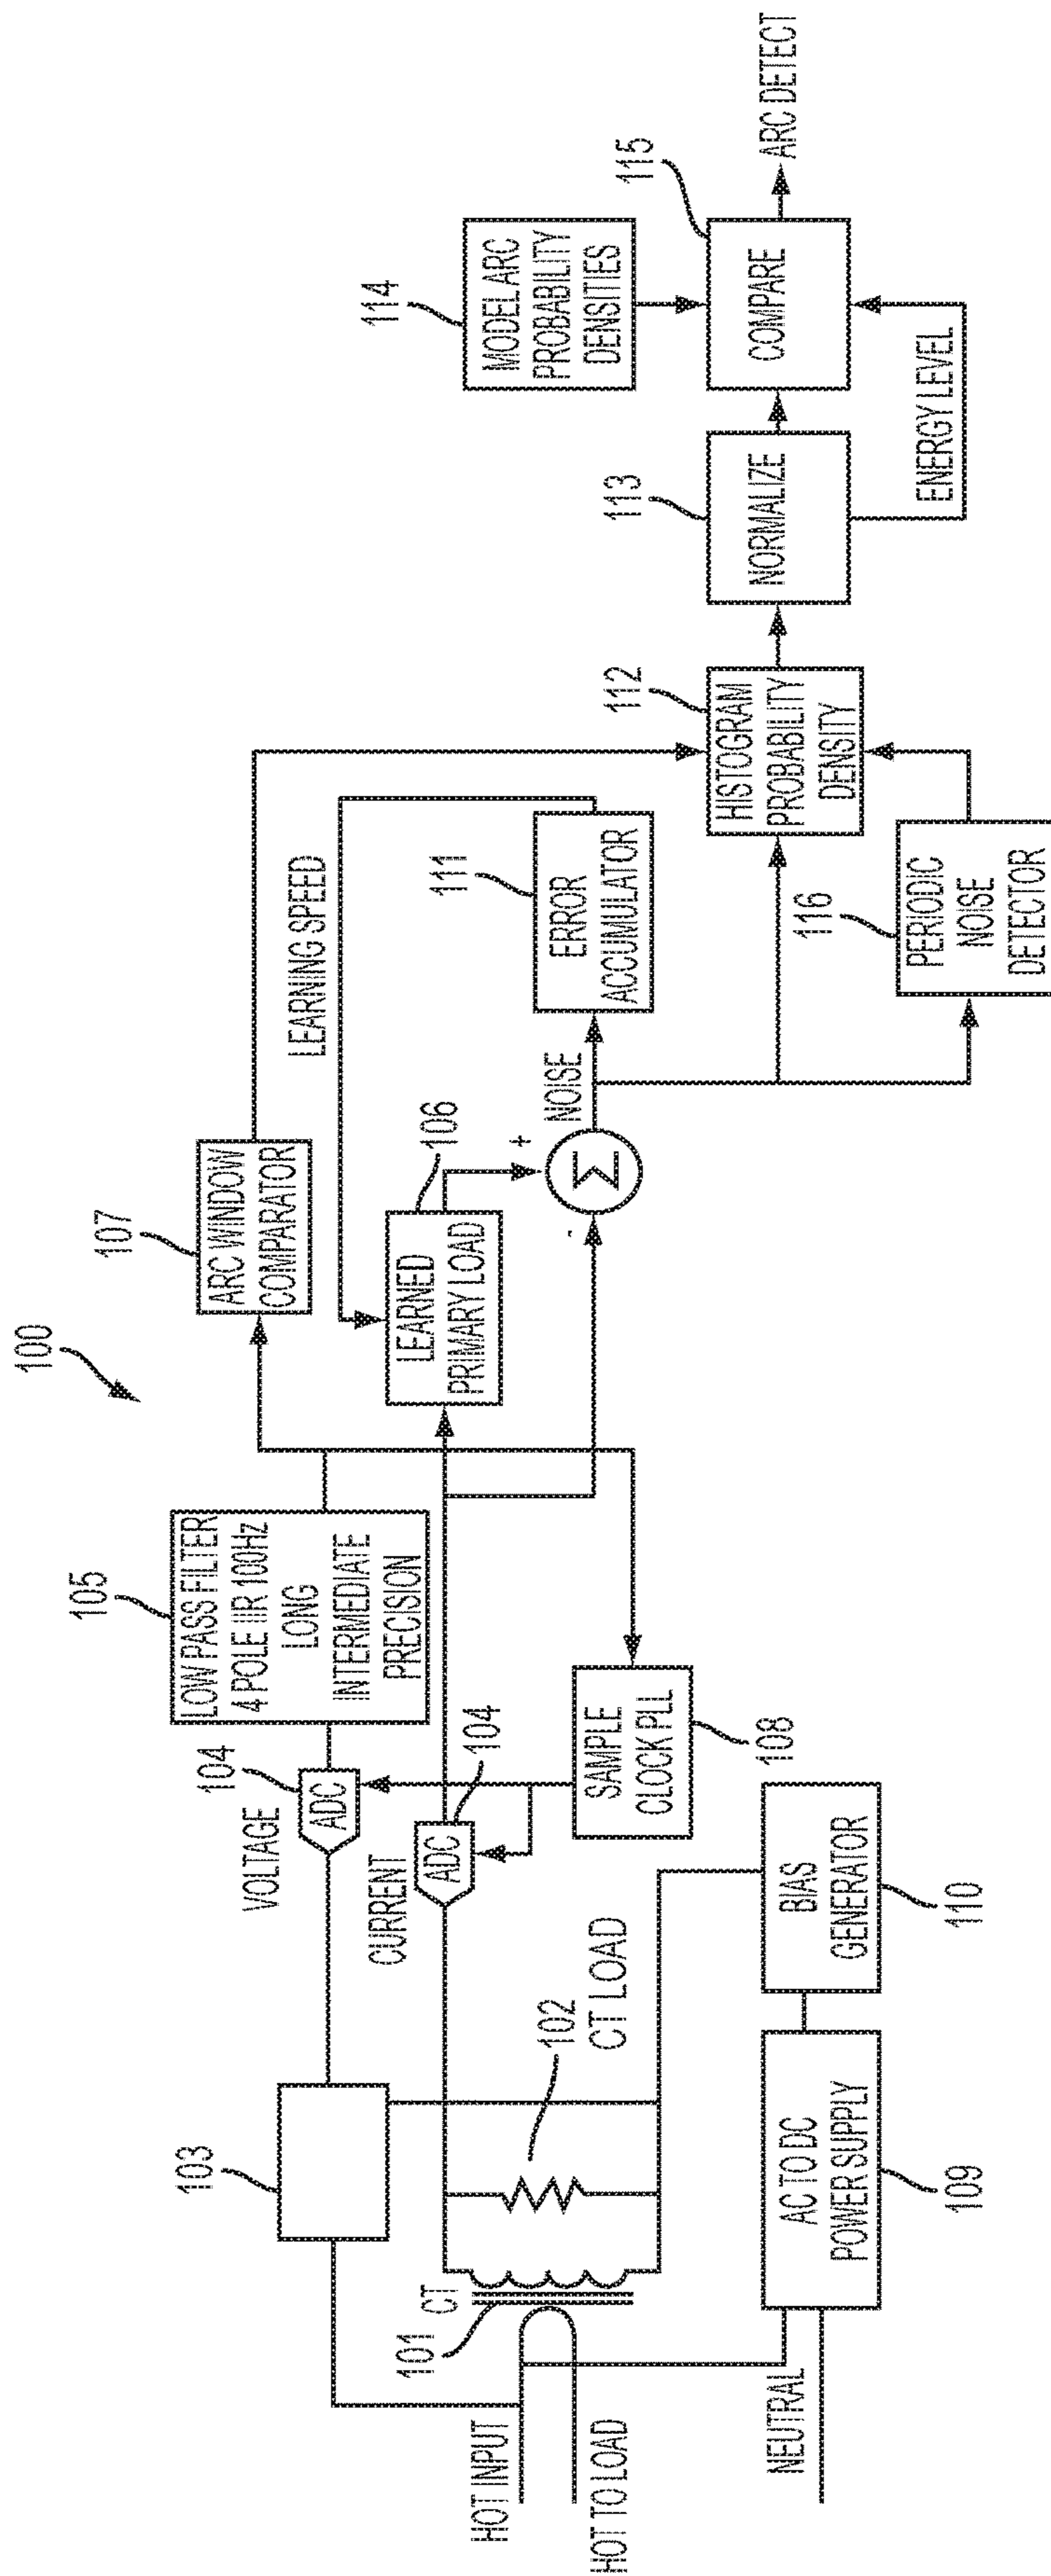 100
HOT INPUT
HOT TO LOAD
NEUTRAL
101
CT
102
CT LOAD
103
VOLTAGE
104
ADC
CURRENT
104
ADC
105
LOW PASS FILTER
4 POLE IIR 100Hz
LONG
INTERMEDIATE
PRECISION
SAMPLE
CLOCK PLL
108
AC TO DC
POWER SUPPLY
109
BIAS
GENERATOR
110
107
ARC WINDOW
COMPARATOR
LEARNING SPEED
LEARNED
PRIMARY LOAD
106
+
-
Σ
NOISE
111
ERROR
ACCUMULATOR
112
HISTOGRAM
PROBABILITY
DENSITY
116
PERIODIC
NOISE
DETECTOR
113
NORMALIZE
ENERGY LEVEL
114
MODEL ARC
PROBABILITY
DENSITIES
115
COMPARE
ARC DETECT